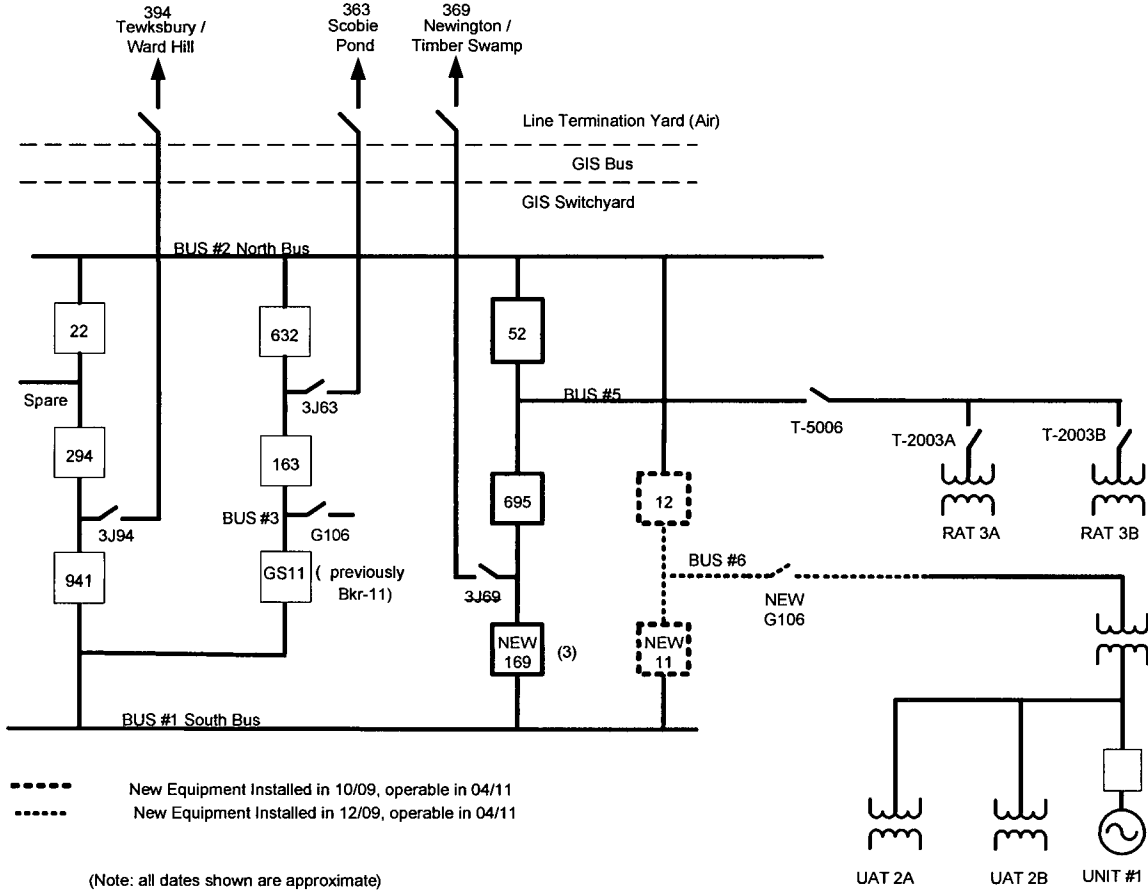 394
Tewksbury /
Ward Hill
363
Scobie
Pond
369
Newington /
Timber Swamp
Line Termination Yard (Air)
GIS Bus
GIS Switchyard
BUS #2 North Bus
22
632
52
Spare
3J63
BUS #5
T-5006
T-2003A
T-2003B
294
163
695
12
RAT 3A
RAT 3B
3J94
BUS #3
G106
941
GS11
( previously
Bkr-11)
3J69
BUS #6
NEW
G106
NEW
169
(3)
NEW
11
BUS #1 South Bus
New Equipment Installed in 10/09, operable in 04/11
New Equipment Installed in 12/09, operable in 04/11
(Note: all dates shown are approximate)
UAT 2A
UAT 2B
UNIT #1